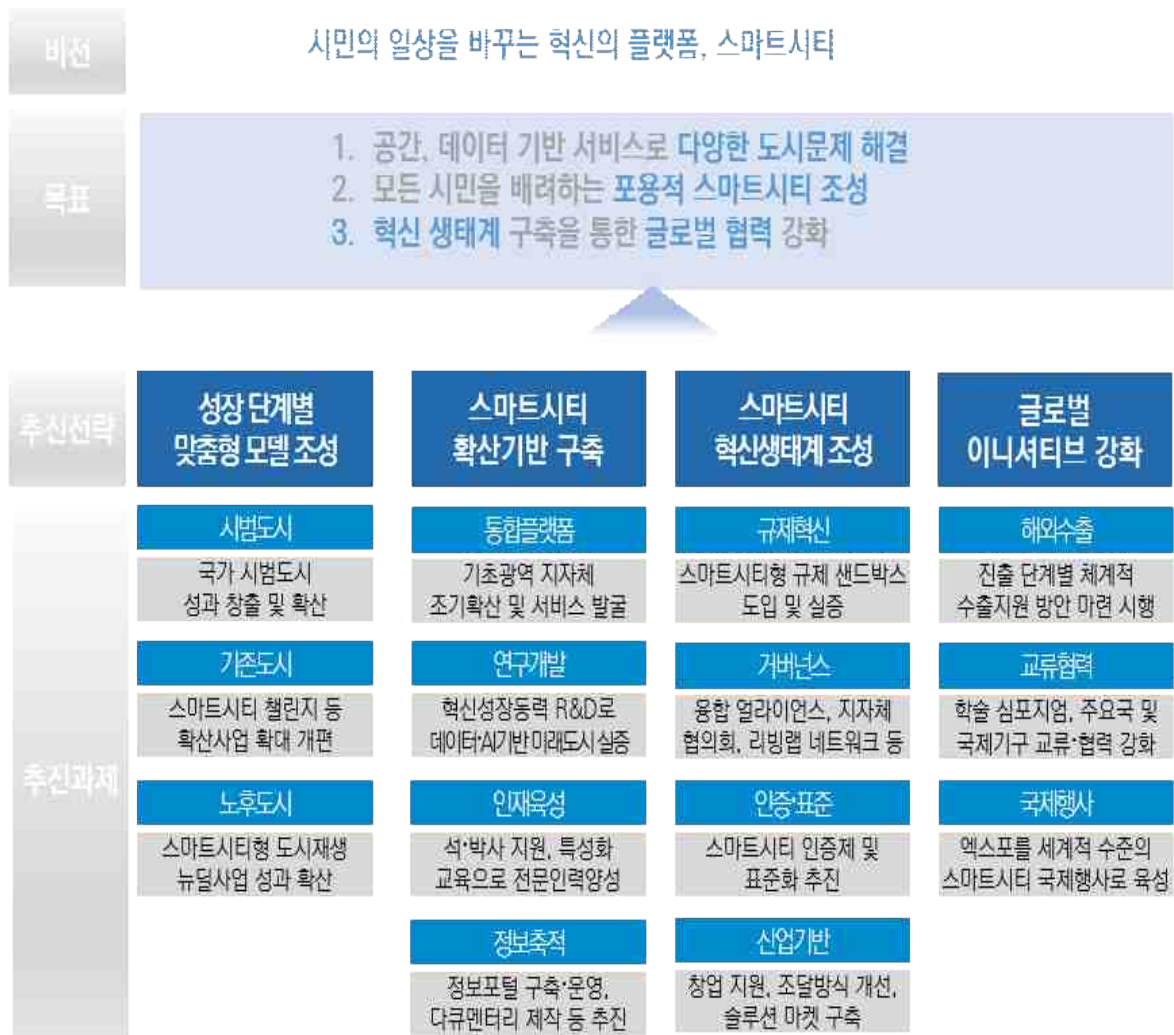 비전
시민의 일상을 바꾸는 혁신의 플랫폼, 스마트시티
목표
1. 공간, 데이터 기반 서비스로 다양한 도시문제 해결
2. 모든 시민을 배려하는 포용적 스마트시티 조성
3. 혁신 생태계 구축을 통한 글로벌 협력 강화
추진전략
성장 단계별
맞춤형 모델 조성
스마트시티
확산기반 구축
스마트시티
혁신생태계 조성
글로벌
이니셔티브 강화
추진과제
시범도시
국가 시범도시
성과 창출 및 확산
기존도시
스마트시티 챌린지 등
확산사업 확대 개편
노후도시
스마트시티형 도시재생
뉴딜사업 성과 확산
통합플랫폼
기초광역 지자체
조기확산 및 서비스 발굴
연구개발
혁신성장동력 R&D로
데이터·AI기반 미래도시 실증
인재육성
석·박사 지원, 특성화
교육으로 전문인력양성
정보축적
정보포털 구축·운영,
다큐멘터리 제작 등 추진
규제혁신
스마트시티형 규제 샌드박스
도입 및 실증
거버넌스
융합 얼라이언스, 지자체
협의회, 리빙랩 네트워크 등
인증·표준
스마트시티 인증제 및
표준화 추진
산업기반
창업 지원, 조달방식 개선,
솔루션 마켓 구축
해외수출
진출 단계별 체계적
수출지원 방안 마련 시행
교류협력
학술 심포지엄, 주요국 및
국제기구 교류·협력 강화
국제행사
엑스포를 세계적 수준의
스마트시티 국제행사로 육성